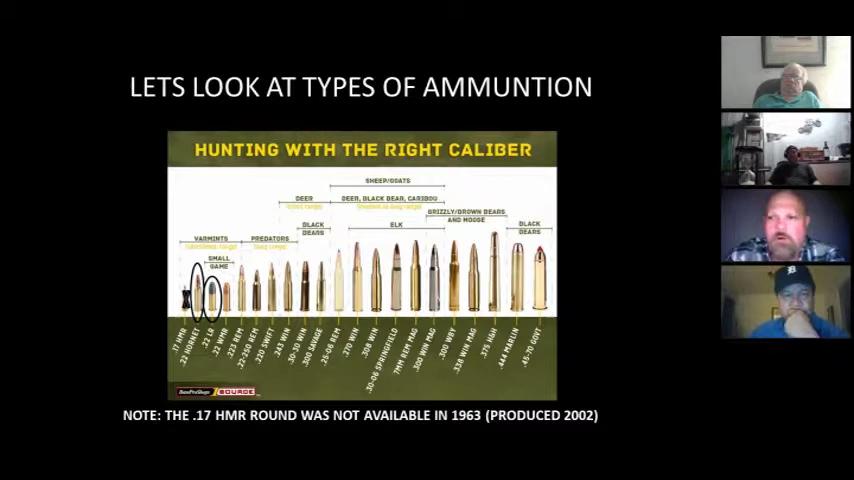 LETS LOOK AT TYPES OF AMMUNTION
HUNTING WITH THE RIGHT CALIBER
SHEEP/GOATS
DEER
DEER, BLACK BEAR, CARIBOU
GRIZZLY/BROWN BEARS
AND MOOSE
BLACK
BEARS
ELK
BLACK
BEARS
VARMINTS
PREDATORS
SMALL
GAME
.17 HMR
.22 HORNET
.22 LR
.22 WMR
.223 REM
.22-250 REM
.220 SWIFT
.243 WIN
.30-30 WIN
.300 SAVAGE
.25-06 REM
.270 WIN
.308 WIN
.30-06 SPRINGFIELD
7MM REM MAG
.300 WIN MAG
.300 WBY
.338 WIN MAG
.375 H&H
.444 MARLIN
.45-70 GOVT
BassProShops
SOURCE
NOTE: THE .17 HMR ROUND WAS NOT AVAILABLE IN 1963 (PRODUCED 2002)